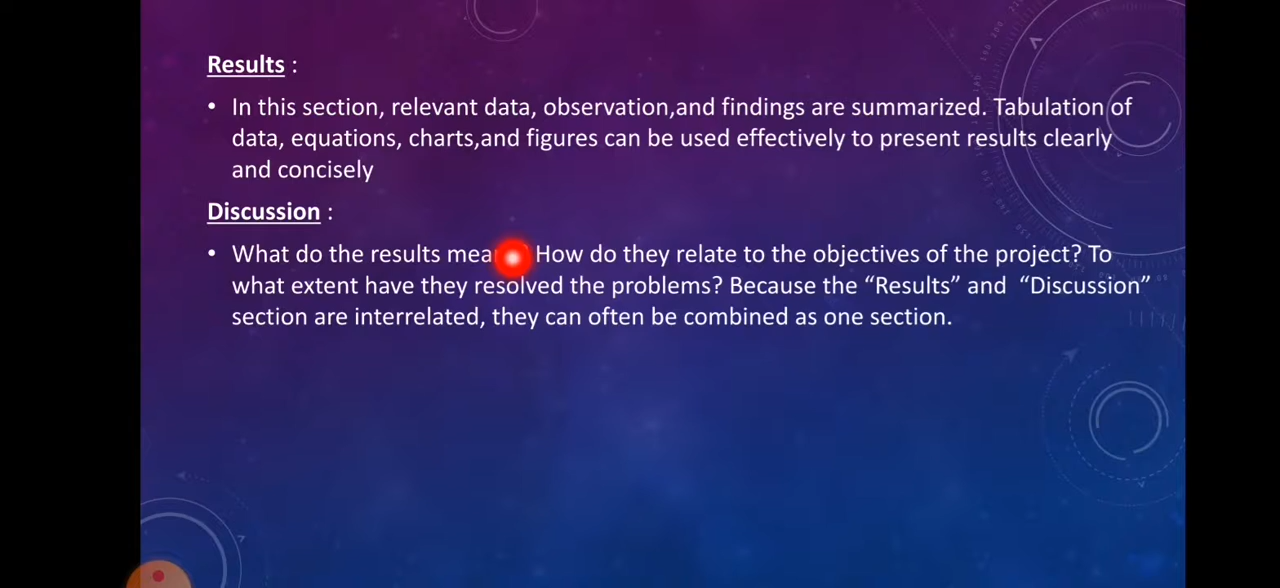 Results :
• In this section, relevant data, observation,and findings are summarized. Tabulation of
data, equations, charts,and figures can be used effectively to present results clearly
and concisely
Discussion :
• What do the results How do they relate to the objectives of the project? To
what extent have they resolved the problems? Because the “Results” and “Discussion”
section are interrelated, they can often be combined as one section.